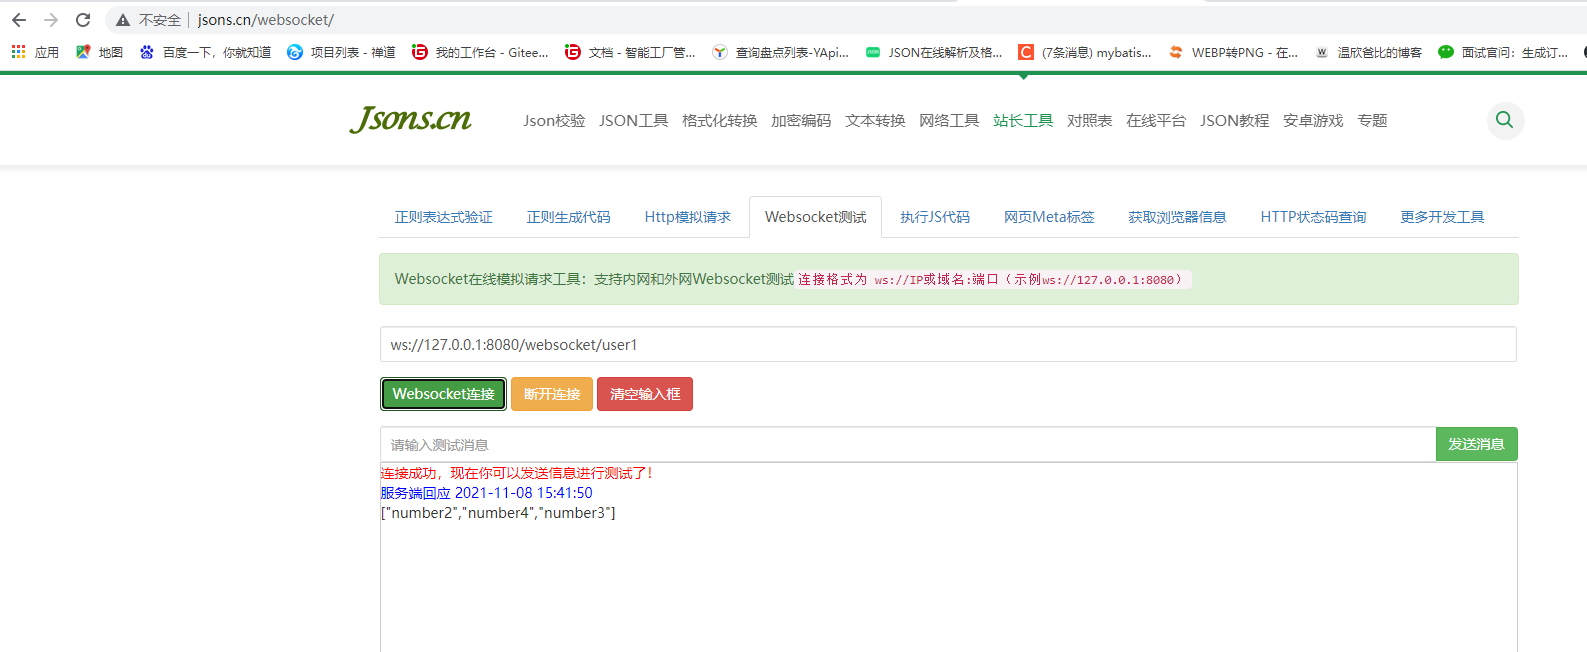 不安全 | jsons.cn/websocket/
应用 地图 百度一下，你就知道 项目列表 - 禅道 我的工作台 - Gitee... 文档 - 智能工厂管... 查询盘点列表-YApi... JSON在线解析及格... (7条消息) mybatis... WEBP转PNG - 在... 温欣爸比的博客 面试官问：生成订...
Jsons.cn Json校验 JSON工具 格式化转换 加密编码 文本转换 网络工具 站长工具 对照表 在线平台 JSON教程 安卓游戏 专题
正则表达式验证 正则生成代码 Http模拟请求 Websocket测试 执行JS代码 网页Meta标签 获取浏览器信息 HTTP状态码查询 更多开发工具
Websocket在线模拟请求工具：支持内网和外网Websocket测试 连接格式为 ws://IP或域名:端口（示例ws://127.0.0.1:8080）
ws://127.0.0.1:8080/websocket/user1
Websocket连接 断开连接 清空输入框
请输入测试消息 发送消息
连接成功，现在你可以发送信息进行测试了！
服务端回应 2021-11-08 15:41:50
["number2","number4","number3"]